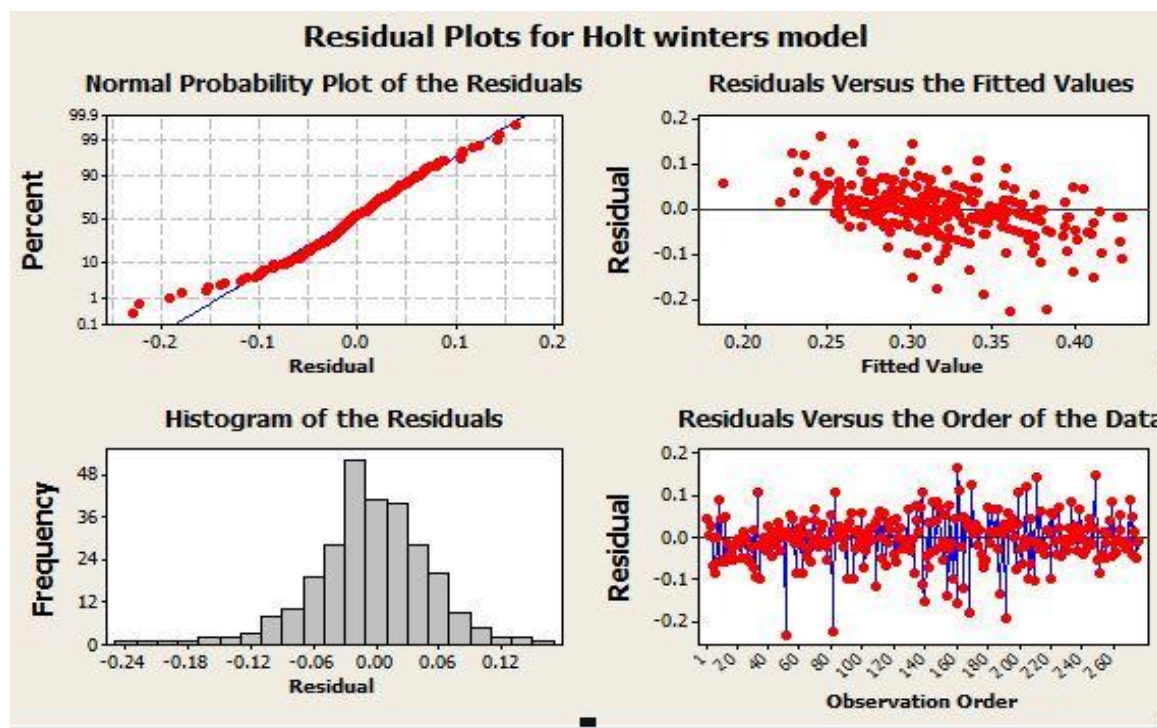 Residual Plots for Holt winters model
Normal Probability Plot of the Residuals
99.9
99
90
50
10
1
0.1
Percent
-0.2 -0.1 0.0 0.1 0.2
Residual
Residuals Versus the Fitted Values
0.2
0.1
0.0
-0.1
-0.2
Residual
0.20 0.25 0.30 0.35 0.40
Fitted Value
Histogram of the Residuals
48
36
24
12
0
Frequency
-0.24 -0.18 -0.12 -0.06 0.00 0.06 0.12
Residual
Residuals Versus the Order of the Data
0.2
0.1
0.0
-0.1
-0.2
Residual
1 20 40 60 80 100 120 140 160 180 200 220 240 260
Observation Order